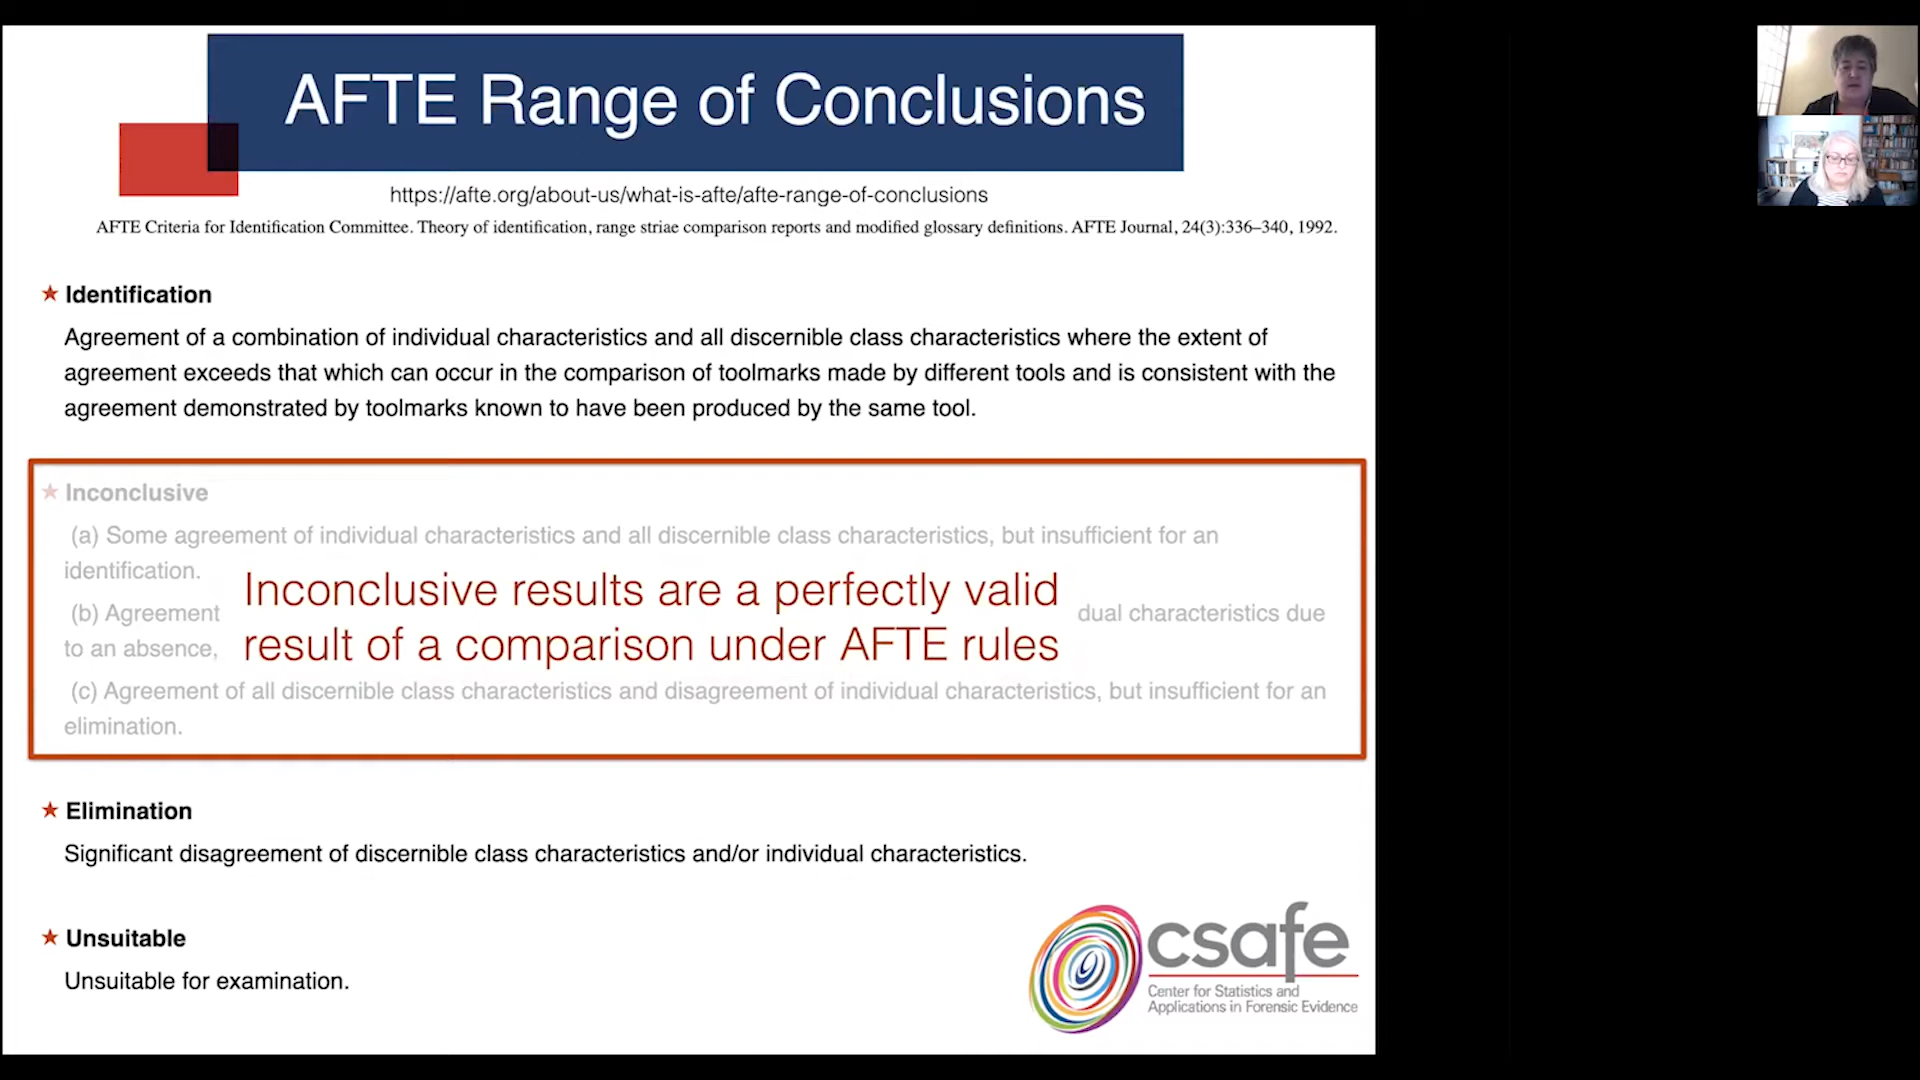 AFTE Range of Conclusions
https://afte.org/about-us/what-is-afte/afte-range-of-conclusions
AFTE Criteria for Identification Committee. Theory of identification, range striae comparison reports and modified glossary definitions. AFTE Journal, 24(3):336–340, 1992.
Identification
Agreement of a combination of individual characteristics and all discernible class characteristics where the extent of
agreement exceeds that which can occur in the comparison of toolmarks made by different tools and is consistent with the
agreement demonstrated by toolmarks known to have been produced by the same tool.
Inconclusive
(a) Some agreement of individual characteristics and all discernible class characteristics, but insufficient for an
identification.
Inconclusive results are a perfectly valid
result of a comparison under AFTE rules
(b) Agreement dual characteristics due
to an absence,
(c) Agreement of all discernible class characteristics and disagreement of individual characteristics, but insufficient for an
elimination.
Elimination
Significant disagreement of discernible class characteristics and/or individual characteristics.
Unsuitable
Unsuitable for examination.
csafe
Center for Statistics and
Applications in Forensic Evidence